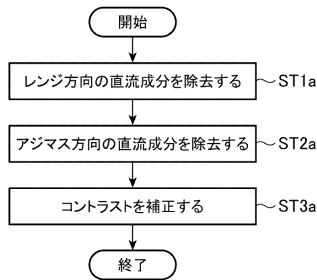 開始
レンジ方向の直流成分を除去する ST1a
アジマス方向の直流成分を除去する ST2a
コントラストを補正する ST3a
終了